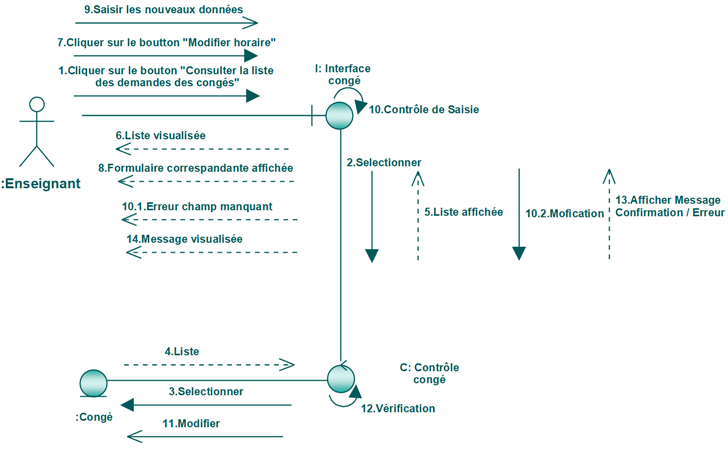 9.Saisir les nouveaux données
7.Cliquer sur le boutton "Modifier horaire"
1.Cliquer sur le bouton "Consulter la liste
des demandes des congés"
I: Interface
congé
10.Contrôle de Saisie
:Enseignant
6.Liste visualisée
8.Formulaire correspandante affichée
10.1.Erreur champ manquant
14.Message visualisée
2.Selectionner
5.Liste affichée
10.2.Mofication
13.Afficher Message
Confirmation / Erreur
4.Liste
C: Contrôle
congé
3.Selectionner
:Congé
12.Vérification
11.Modifier